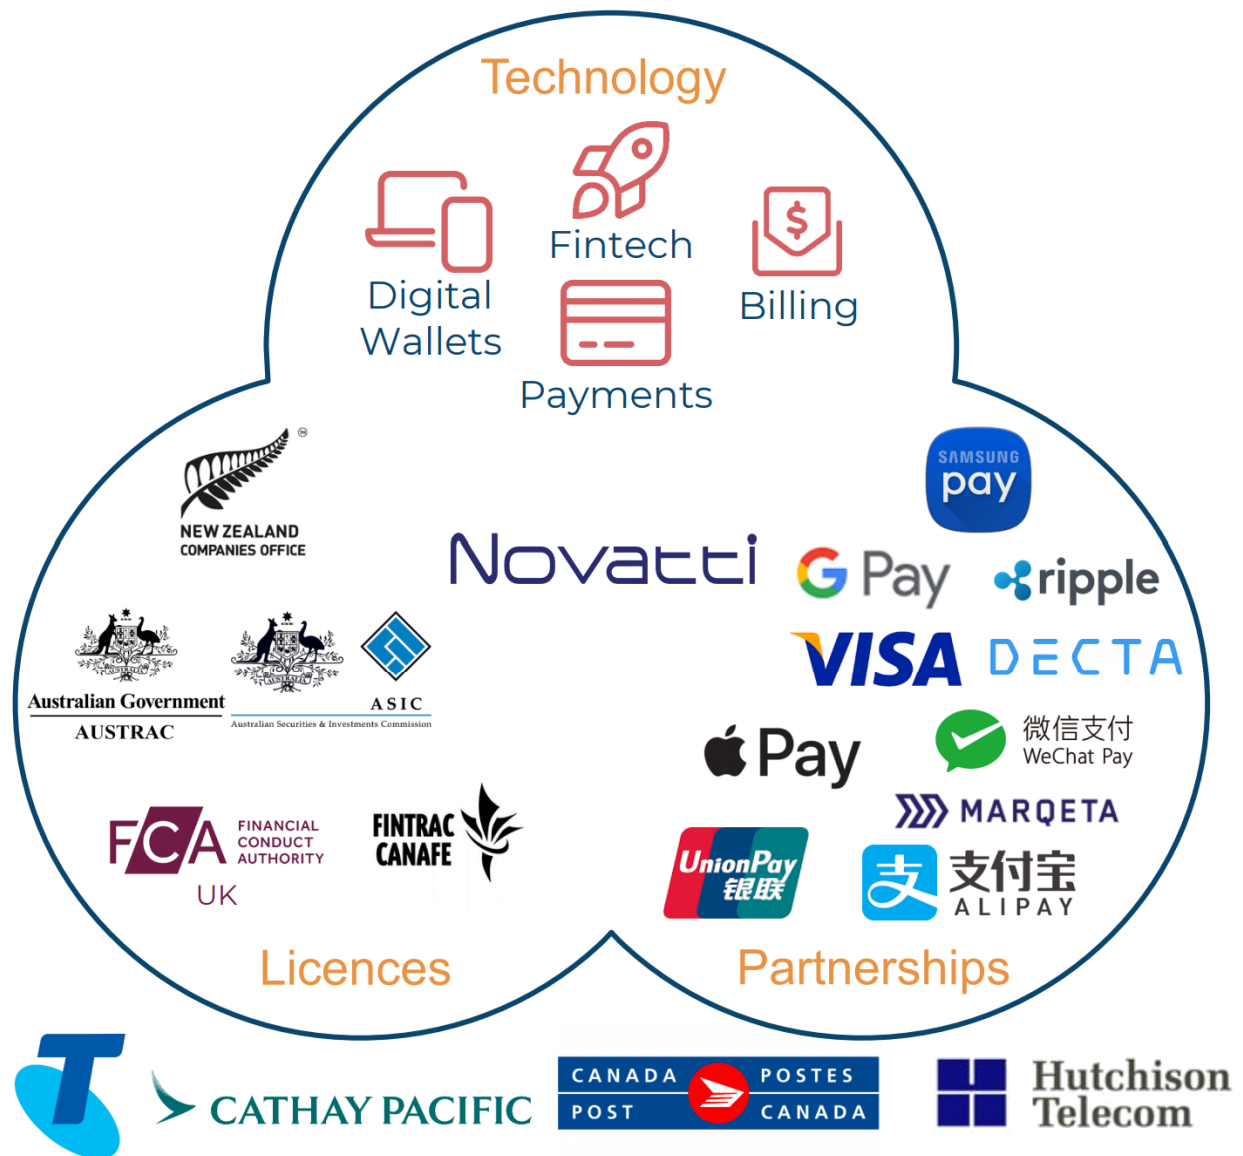 Technology
Fintech
Digital
Wallets
$
Billing
Payments
NEW ZEALAND
COMPANIES OFFICE
TM
Novatti
SAMSUNG
pay
G Pay
ripple
VISA
DECTA
Australian Government
AUSTRAC
AUSTRALIA
ASIC
Australian Securities & Investments Commission
Pay
微信支付
WeChat Pay
MARQETA
FCA
FINANCIAL
CONDUCT
AUTHORITY
UK
FINTRAC
CANAFE
UnionPay
银联
支
支付宝
ALIPAY
Licences
Partnerships
T
CATHAY PACIFIC
CANADA
POST
POSTES
CANADA
Hutchison
Telecom